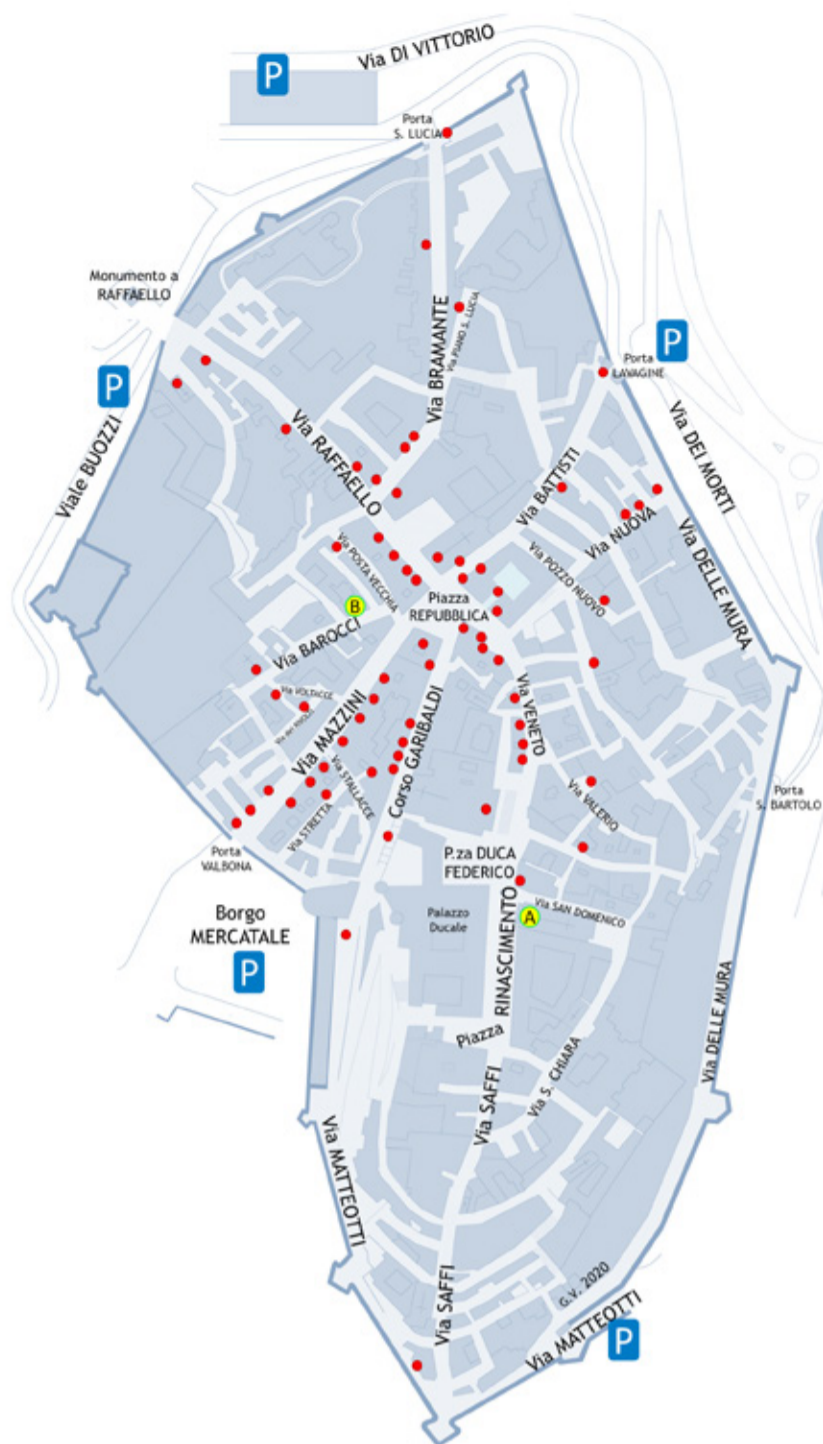 Via DI VITTORIO
P
Porta
S. LUCIA
Monumento a
RAFFAELLO
Via BRAMANTE
Via PIANO S. LUCIA
P
Porta
LAVAGINE
P
Viale BUOZZI
Via RAFFAELLO
Via BATTISTI
Via DEI MORTI
Via NUOVA
Via DELLE MURA
Via POSTA VECCHIA
Via POZZO NUOVO
B
Piazza
REPUBBLICA
Via BAROCCI
Via VOLTACCE
Via MAZZINI
Corso GARIBALDI
Via VENETO
Via STALLACCE
Via STRETTA
Via VALERIO
Porta
S. BARTOLO
Porta
VALBONA
P.za DUCA
FEDERICO
Borgo
MERCATALE
P
Palazzo
Ducale
A
Via SAN DOMENICO
Piazza
RINASCIMENTO
Via DELLE MURA
Via S. CHIARA
Via SAFFI
Via MATTEOTTI
Via SAFFI
G.V. 2020
Via MATTEOTTI
P